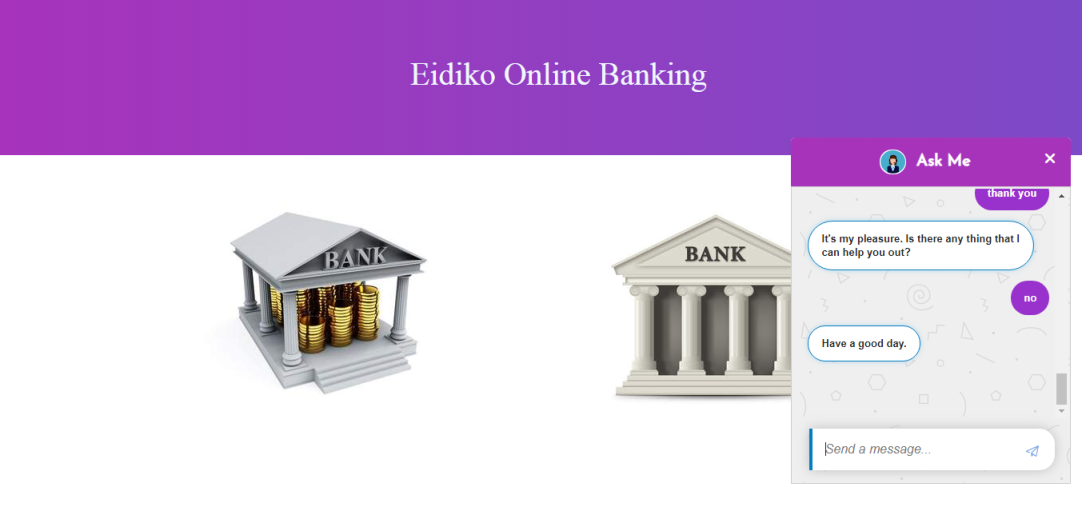 Eidiko Online Banking
Ask Me
BANK
BANK
thank you
It's my pleasure. Is there any thing that I
can help you out?
no
Have a good day.
Send a message...